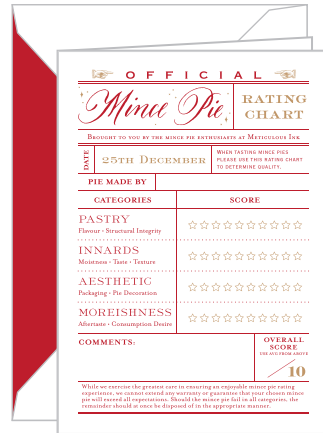 OFFICIAL
Mince Pie
RATING
CHART
BROUGHT TO YOU BY THE MINCE PIE ENTHUSIASTS AT METICULOUS INK
DATE
25TH DECEMBER
WHEN TASTING MINCE PIES
PLEASE USE THIS RATING CHART
TO DETERMINE QUALITY.
PIE MADE BY
CATEGORIES
SCORE
PASTRY
Flavour • Structural Integrity
INNARDS
Moistness • Taste • Texture
AESTHETIC
Packaging • Pie Decoration
MOREISHNESS
Aftertaste • Consumption Desire
COMMENTS:
OVERALL
SCORE
USE AVG FROM ABOVE
10
While we exercise the greatest care in ensuring an enjoyable mince pie rating
experience, we cannot extend any warranty or guarantee that your chosen mince
pie will exceed all expectations. Should the mince pie fail in all categories, the
remainder should at once be disposed of in the appropriate manner.